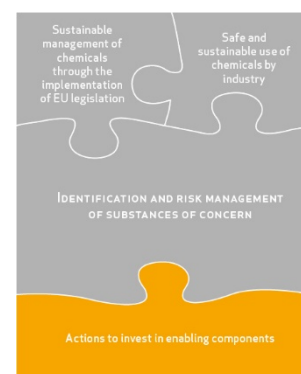 Sustainable
management of
chemicals
through the
implementation
of EU legislation
Safe and
sustainable use of
chemicals by
industry
IDENTIFICATION AND RISK MANAGEMENT
OF SUBSTANCES OF CONCERN
Actions to invest in enabling components